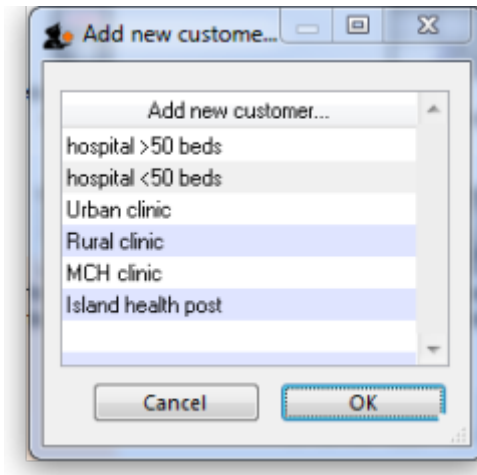 Add new custome...
Add new customer...
hospital >50 beds
hospital <50 beds
Urban clinic
Rural clinic
MCH clinic
Island health post
Cancel OK